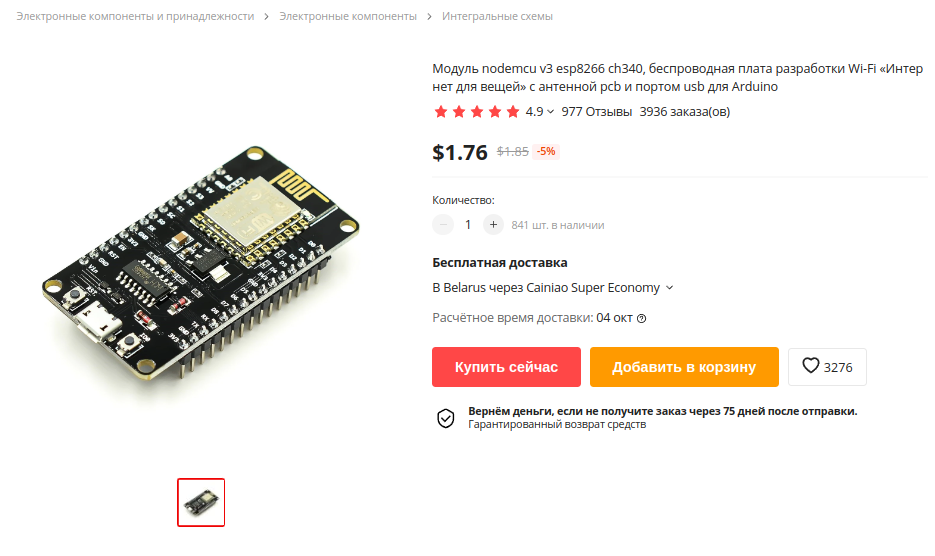 Электронные компоненты и принадлежности > Электронные компоненты > Интегральные схемы
Модуль nodemcu v3 esp8266 ch340, беспроводная плата разработки Wi-Fi «Интер
нет для вещей» с антенной pcb и портом usb для Arduino
4.9 977 Отзывы 3936 заказа(ов)
$1.76 $1.85 -5%
Количество:
− 1 + 841 шт. в наличии
Бесплатная доставка
В Belarus через Cainiao Super Economy
Расчётное время доставки: 04 окт
Купить сейчас Добавить в корзину 3276
Вернём деньги, если не получите заказ через 75 дней после отправки.
Гарантированный возврат средств